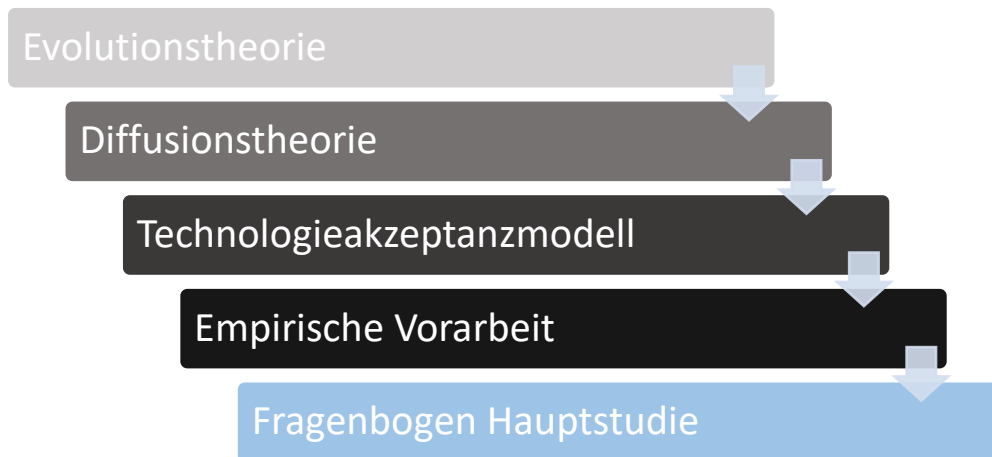 Evolutionstheorie
Diffusionstheorie
Technologieakzeptanzmodell
Empirische Vorarbeit
Fragenbogen Hauptstudie